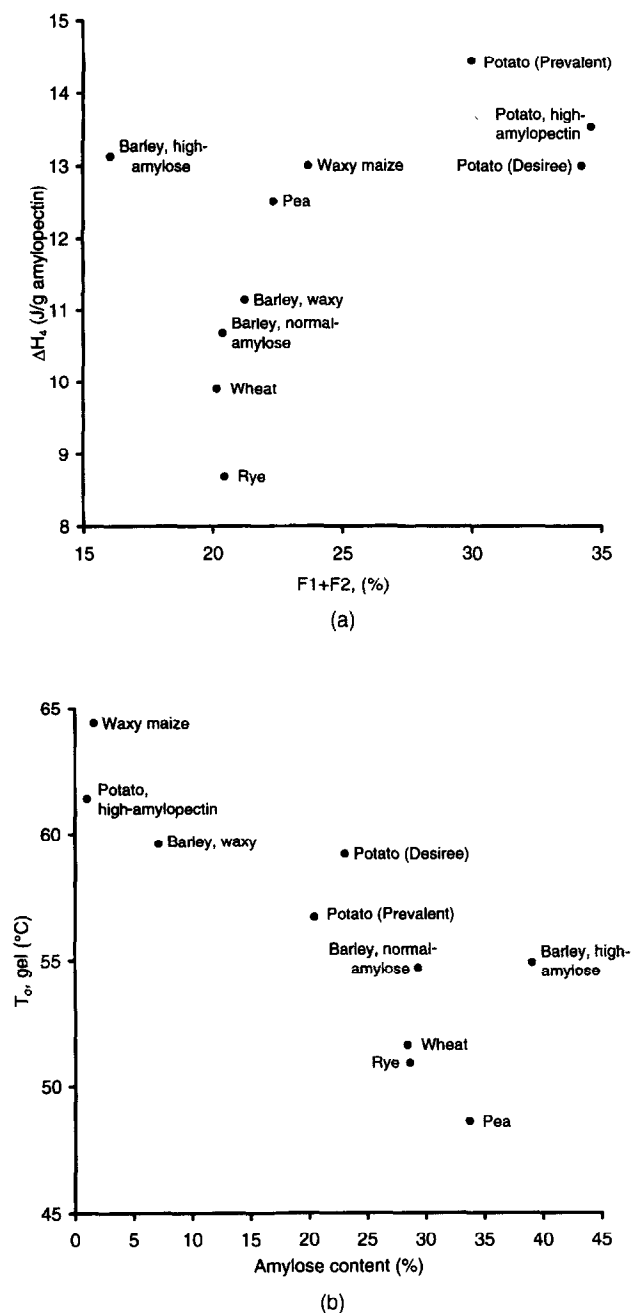 15
14
13
12
11
10
9
8
ΔH₄ (J/g amylopectin)
Potato (Prevalent)
Potato, high-
amylopectin
Barley, high-
amylose
Waxy maize
Potato (Desiree)
Pea
Barley, waxy
Barley, normal-
amylose
Wheat
Rye
15 20 25 30 35
F1+F2, (%)
(a)
65
60
55
50
45
Tₒ, gel (°C)
Waxy maize
Potato,
high-amylopectin
Barley, waxy
Potato (Desiree)
Potato (Prevalent)
Barley, normal-
amylose
Barley, high-
amylose
Wheat
Rye
Pea
0 5 10 15 20 25 30 35 40 45
Amylose content (%)
(b)